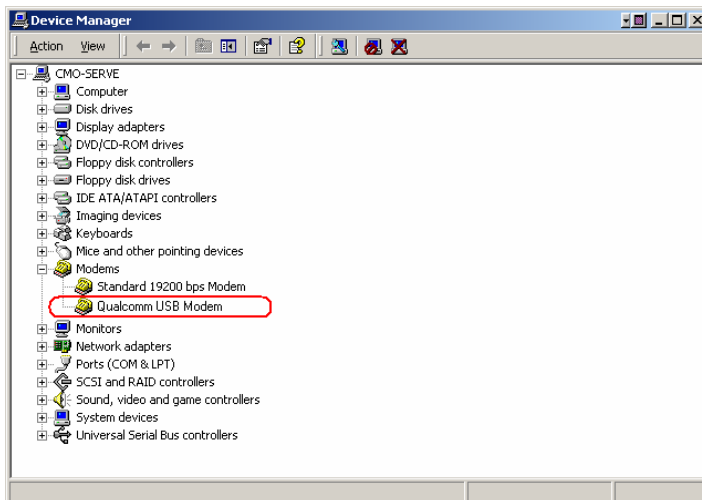 Device Manager
Action View
CMO-SERVE
Computer
Disk drives
Display adapters
DVD/CD-ROM drives
Floppy disk controllers
Floppy disk drives
IDE ATA/ATAPI controllers
Imaging devices
Keyboards
Mice and other pointing devices
Modems
Standard 19200 bps Modem
Qualcomm USB Modem
Monitors
Network adapters
Ports (COM & LPT)
SCSI and RAID controllers
Sound, video and game controllers
System devices
Universal Serial Bus controllers